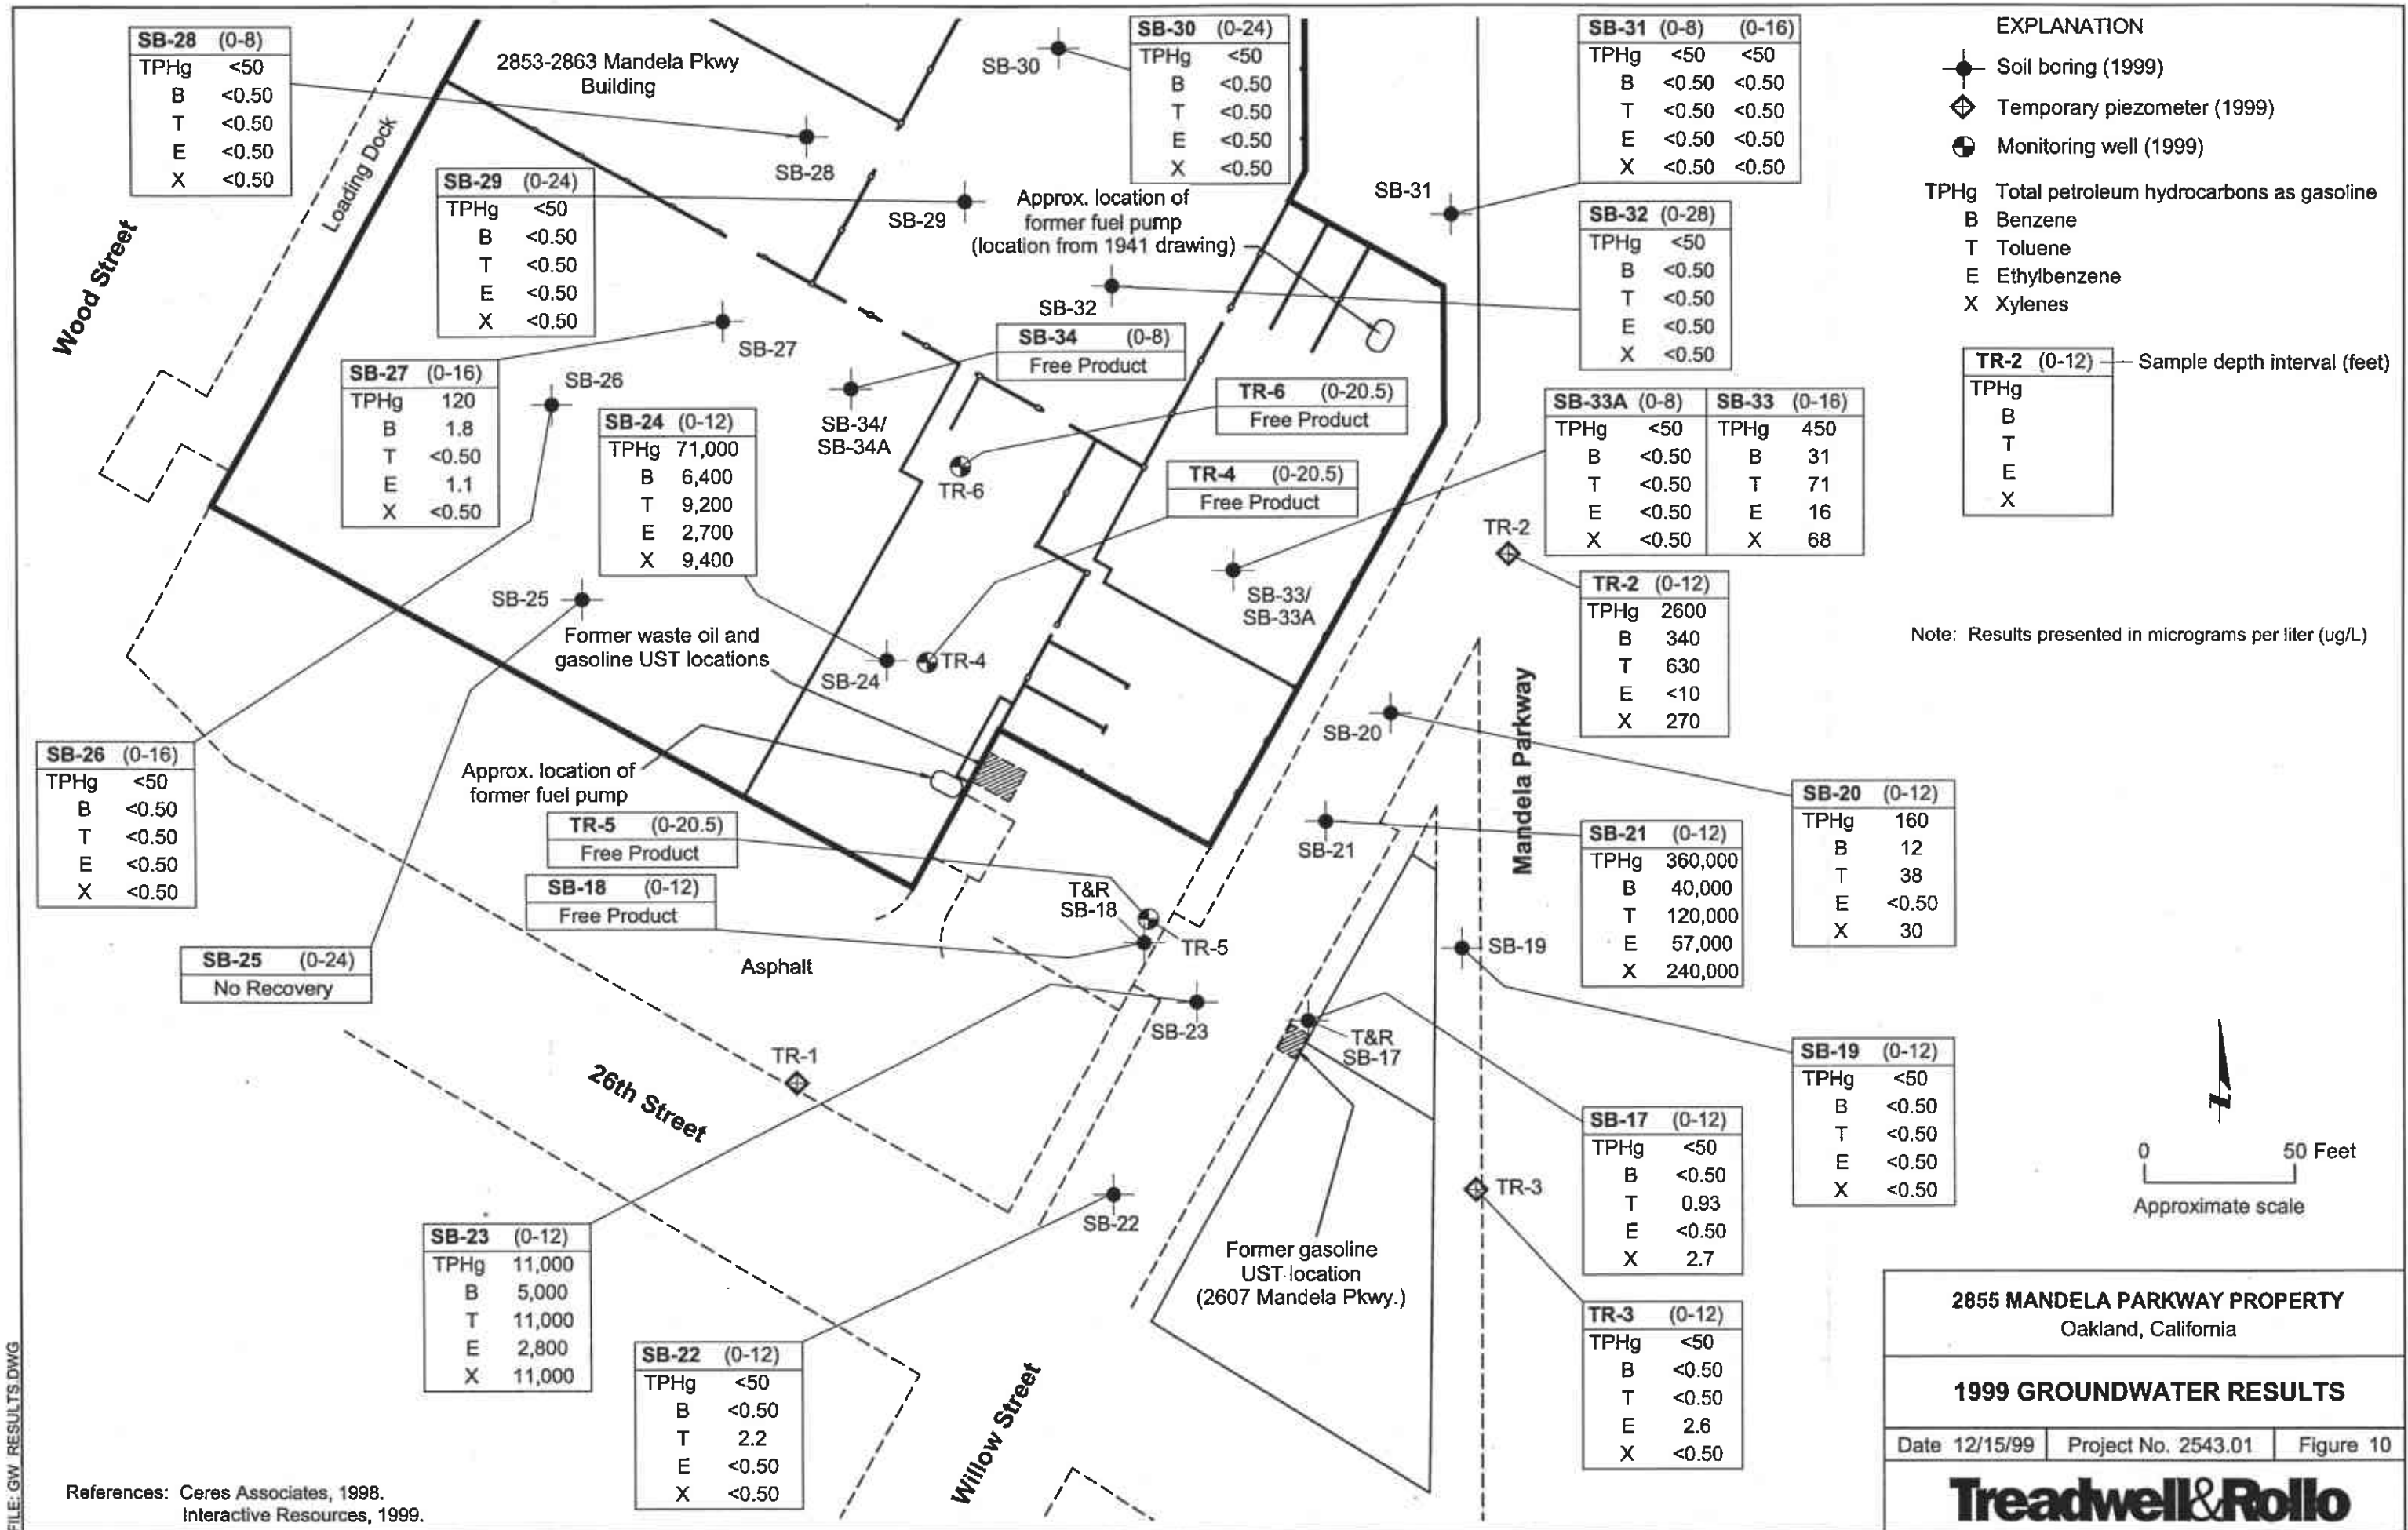 SB-28 (0-8)
TPHg <50
B <0.50
T <0.50
E <0.50
X <0.50
2853-2863 Mandela Pkwy
Building
Loading Dock
Wood Street
SB-28
SB-29 (0-24)
TPHg <50
B <0.50
T <0.50
E <0.50
X <0.50
SB-29
SB-30
SB-30 (0-24)
TPHg <50
B <0.50
T <0.50
E <0.50
X <0.50
Approx. location of
former fuel pump
(location from 1941 drawing)
SB-31 (0-8) (0-16)
TPHg <50 <50
B <0.50 <0.50
T <0.50 <0.50
E <0.50 <0.50
X <0.50 <0.50
SB-31
SB-32 (0-28)
TPHg <50
B <0.50
T <0.50
E <0.50
X <0.50
SB-32
EXPLANATION
Soil boring (1999)
Temporary piezometer (1999)
Monitoring well (1999)
TPHg Total petroleum hydrocarbons as gasoline
B Benzene
T Toluene
E Ethylbenzene
X Xylenes
TR-2 (0-12) Sample depth interval (feet)
TPHg
B
T
E
X
Note: Results presented in micrograms per liter (ug/L)
SB-27
SB-27 (0-16)
TPHg 120
B 1.8
T <0.50
E 1.1
X <0.50
SB-26
SB-24 (0-12)
TPHg 71,000
B 6,400
T 9,200
E 2,700
X 9,400
SB-34 (0-8)
Free Product
SB-34/
SB-34A
TR-6 (0-20.5)
Free Product
TR-6
TR-4 (0-20.5)
Free Product
SB-33A (0-8) SB-33 (0-16)
TPHg <50 TPHg 450
B <0.50 B 31
T <0.50 T 71
E <0.50 E 16
X <0.50 X 68
SB-33/
SB-33A
TR-2
TR-2 (0-12)
TPHg 2600
B 340
T 630
E <10
X 270
SB-25
Former waste oil and
gasoline UST locations
SB-24
TR-4
SB-20
Mandela Parkway
SB-26 (0-16)
TPHg <50
B <0.50
T <0.50
E <0.50
X <0.50
Approx. location of
former fuel pump
TR-5 (0-20.5)
Free Product
SB-18 (0-12)
Free Product
T&R
SB-18
TR-5
SB-21
SB-21 (0-12)
TPHg 360,000
B 40,000
T 120,000
E 57,000
X 240,000
SB-20 (0-12)
TPHg 160
B 12
T 38
E <0.50
X 30
SB-25 (0-24)
No Recovery
Asphalt
SB-23
SB-19
T&R
SB-17
TR-1
26th Street
SB-19 (0-12)
TPHg <50
B <0.50
T <0.50
E <0.50
X <0.50
SB-17 (0-12)
TPHg <50
B <0.50
T 0.93
E <0.50
X 2.7
TR-3
SB-22
Former gasoline
UST location
(2607 Mandela Pkwy.)
SB-23 (0-12)
TPHg 11,000
B 5,000
T 11,000
E 2,800
X 11,000
SB-22 (0-12)
TPHg <50
B <0.50
T 2.2
E <0.50
X <0.50
TR-3 (0-12)
TPHg <50
B <0.50
T <0.50
E 2.6
X <0.50
Willow Street
0 50 Feet
Approximate scale
2855 MANDELA PARKWAY PROPERTY
Oakland, California
1999 GROUNDWATER RESULTS
Date 12/15/99 Project No. 2543.01 Figure 10
Treadwell&Rollo
References: Ceres Associates, 1998.
Interactive Resources, 1999.
FILE: GW RESULTS.DWG